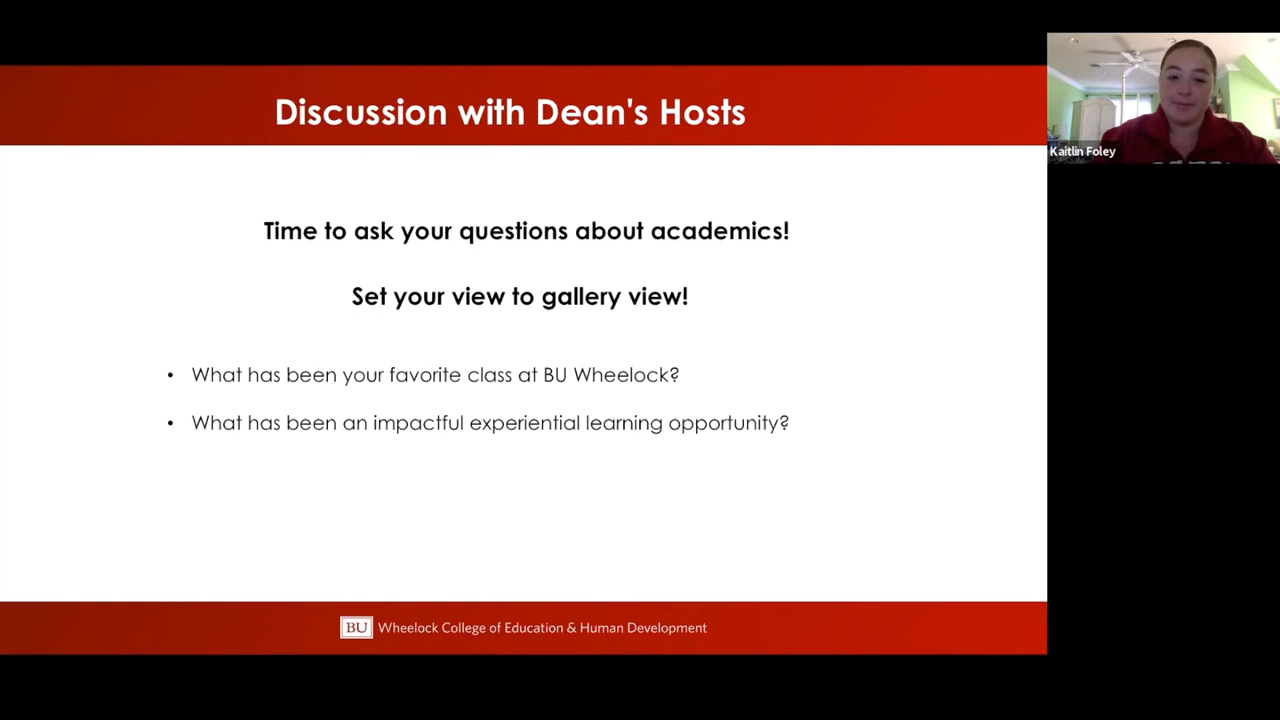 Discussion with Dean's Hosts
Kaitlin Foley
Time to ask your questions about academics!
Set your view to gallery view!
• What has been your favorite class at BU Wheelock?
• What has been an impactful experiential learning opportunity?
BU Wheelock College of Education & Human Development